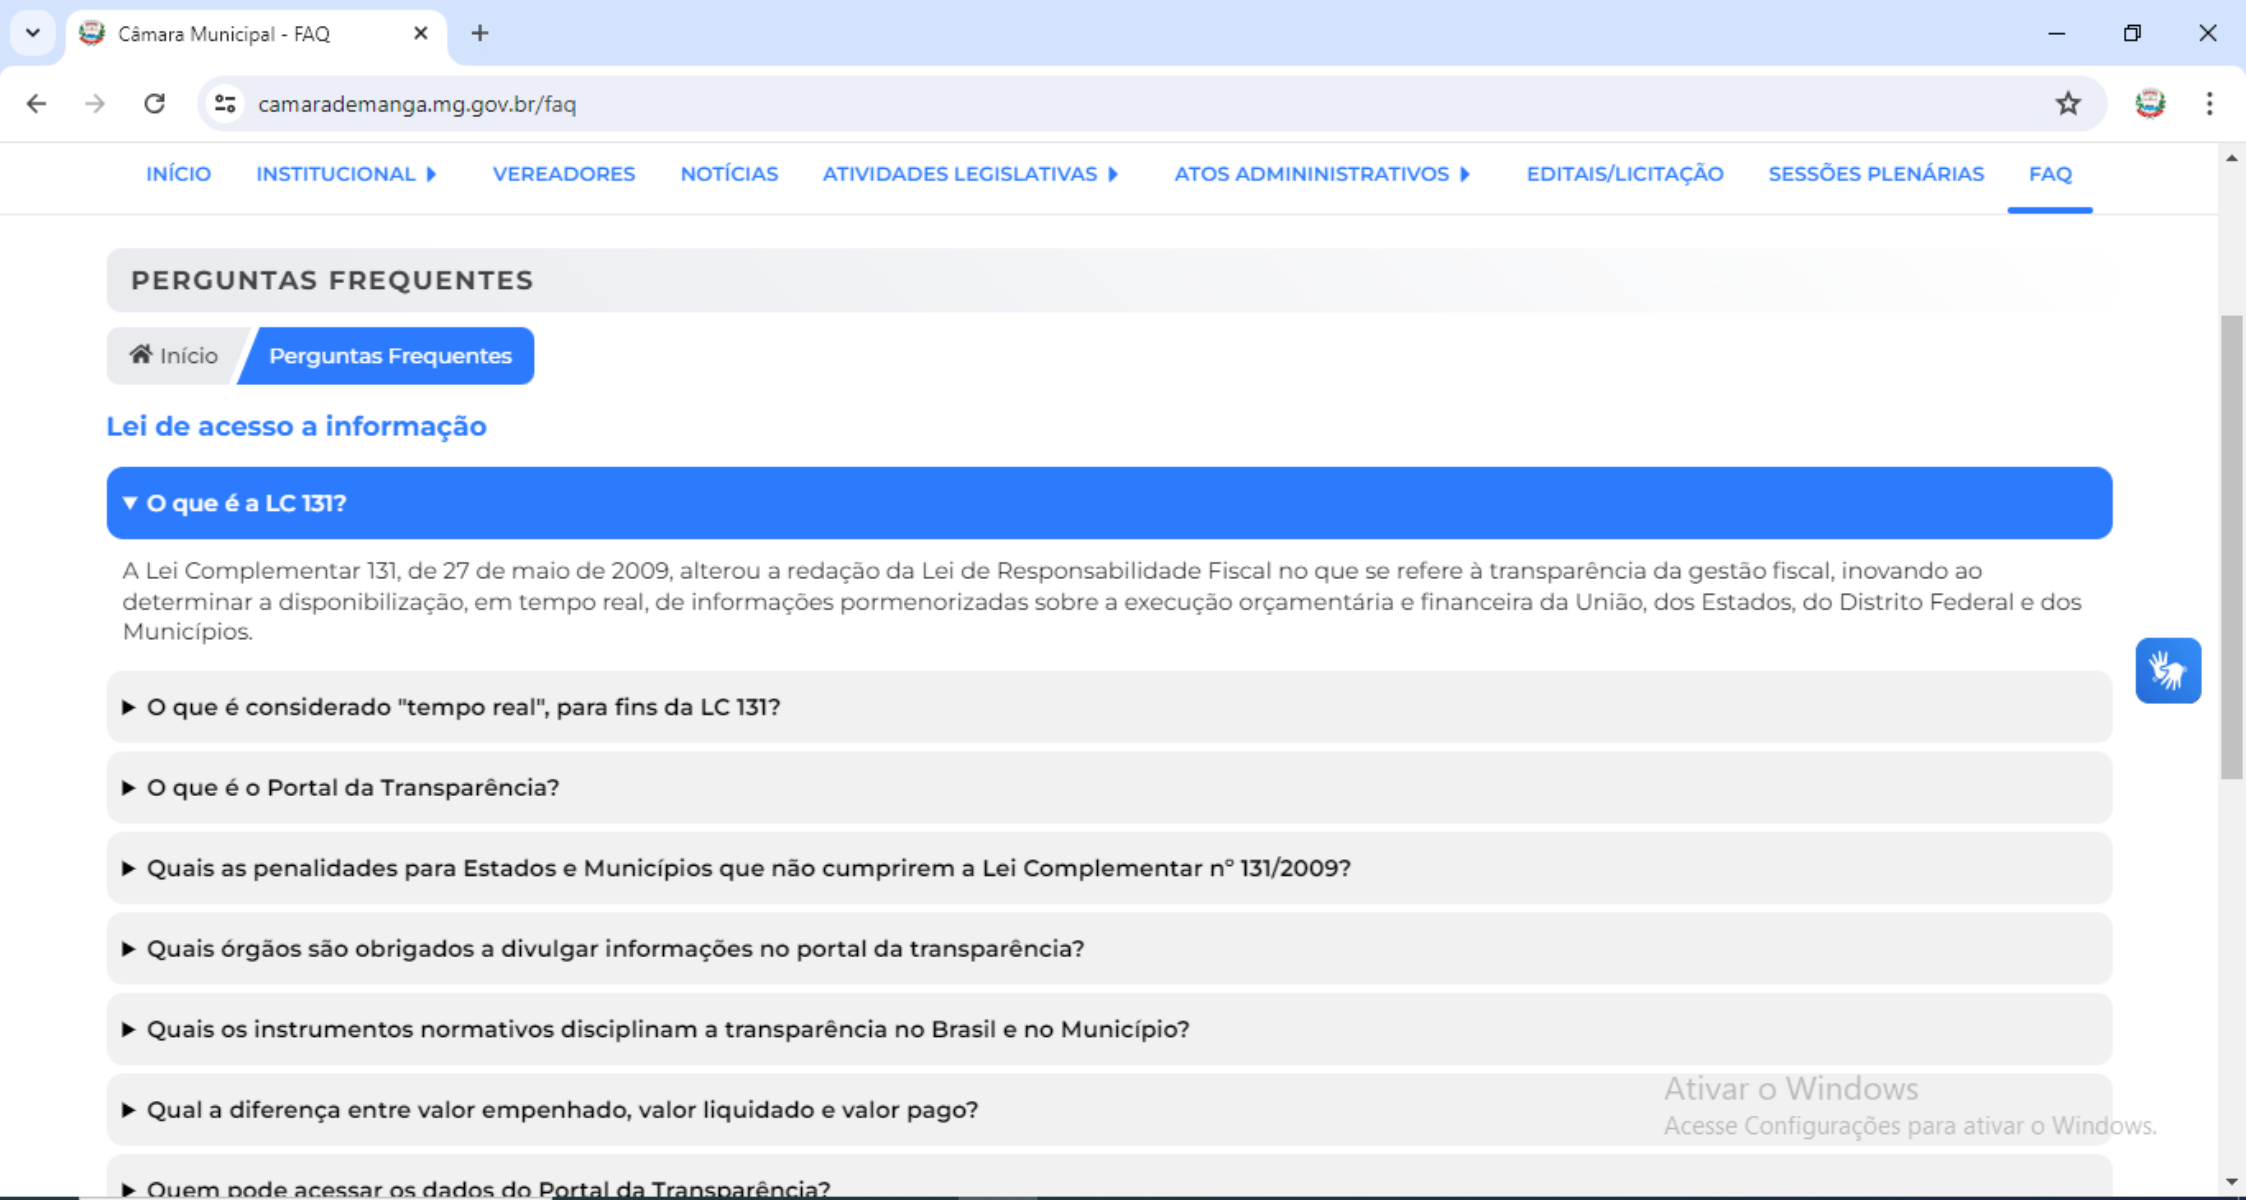 Câmara Municipal - FAQ
camarademanga.mg.gov.br/faq
INÍCIO INSTITUCIONAL VEREADORES NOTÍCIAS ATIVIDADES LEGISLATIVAS ATOS ADMININISTRATIVOS EDITAIS/LICITAÇÃO SESSÕES PLENÁRIAS FAQ
PERGUNTAS FREQUENTES
Início Perguntas Frequentes
Lei de acesso a informação
O que é a LC 131?
A Lei Complementar 131, de 27 de maio de 2009, alterou a redação da Lei de Responsabilidade Fiscal no que se refere à transparência da gestão fiscal, inovando ao
determinar a disponibilização, em tempo real, de informações pormenorizadas sobre a execução orçamentária e financeira da União, dos Estados, do Distrito Federal e dos
Municípios.
O que é considerado "tempo real", para fins da LC 131?
O que é o Portal da Transparência?
Quais as penalidades para Estados e Municípios que não cumprirem a Lei Complementar nº 131/2009?
Quais órgãos são obrigados a divulgar informações no portal da transparência?
Quais os instrumentos normativos disciplinam a transparência no Brasil e no Município?
Qual a diferença entre valor empenhado, valor liquidado e valor pago?
Ativar o Windows
Acesse Configurações para ativar o Windows.
Quem pode acessar os dados do Portal da Transparência?